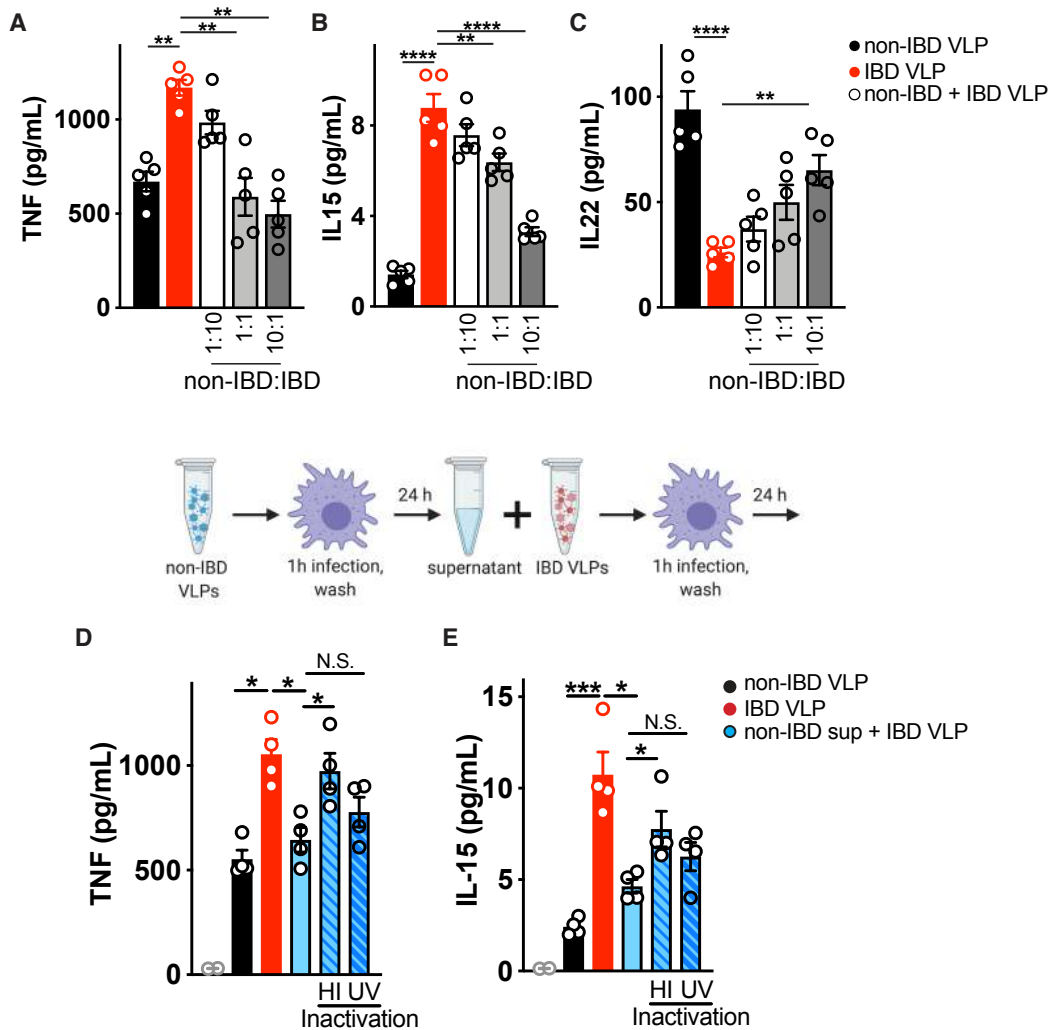 A
TNF (pg/mL)
1000
500
0
**
**
**
1:10
1:1
10:1
non-IBD:IBD
B
IL15 (pg/mL)
8
4
0
****
**
****
1:10
1:1
10:1
non-IBD:IBD
C
IL22 (pg/mL)
100
50
0
****
**
1:10
1:1
10:1
non-IBD:IBD
non-IBD VLP
IBD VLP
non-IBD + IBD VLP
non-IBD
VLPs
1h infection,
wash
24 h
supernatant
+
IBD VLPs
1h infection,
wash
24 h
D
TNF (pg/mL)
1000
500
0
*
*
*
N.S.
HI UV
Inactivation
E
IL-15 (pg/mL)
15
10
5
0
***
*
*
N.S.
HI UV
Inactivation
non-IBD VLP
IBD VLP
non-IBD sup + IBD VLP